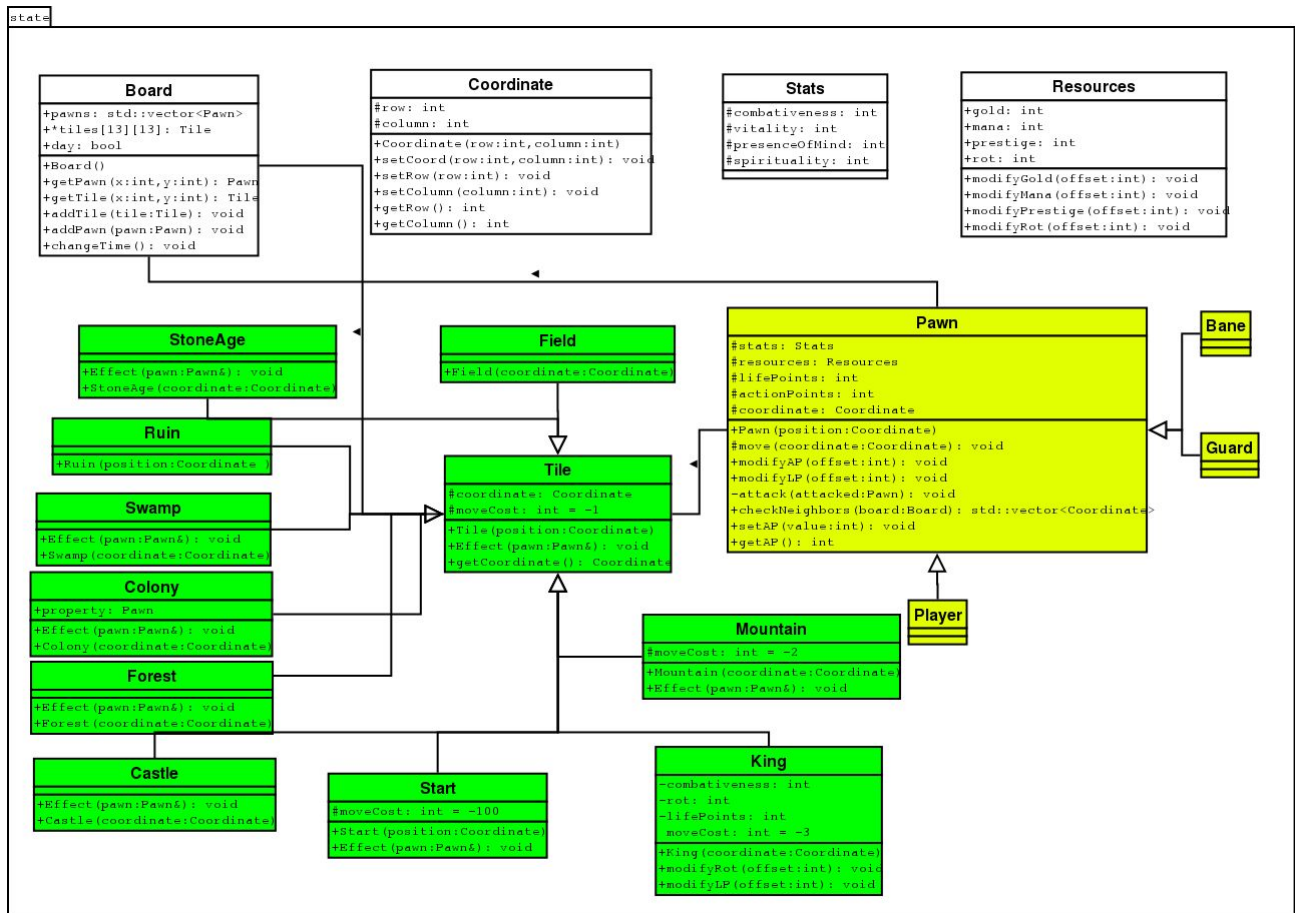 state
Board
+pawns: std::vector<Pawn>
+*tiles[13][13]: Tile
+day: bool
+Board()
+getPawn(x:int,y:int): Pawn
+getTile(x:int,y:int): Tile
+addTile(tile:Tile): void
+addPawn(pawn:Pawn): void
+changeTime(): void
Coordinate
#row: int
#column: int
+Coordinate(row:int,column:int)
+setCoord(row:int,column:int): void
+setRow(row:int): void
+setColumn(column:int): void
+getRow(): int
+getColumn(): int
Stats
#combativeness: int
#vitality: int
#presenceOfMind: int
#spirituality: int
Resources
+gold: int
+mana: int
+prestige: int
+rot: int
+modifyGold(offset:int): void
+modifyMana(offset:int): void
+modifyPrestige(offset:int): void
+modifyRot(offset:int): void
StoneAge
+Effect(pawn:Pawn&): void
+StoneAge(coordinate:Coordinate)
Field
+Field(coordinate:Coordinate)
Pawn
#stats: Stats
#resources: Resources
#lifePoints: int
#actionPoints: int
#coordinate: Coordinate
+Pawn(position:Coordinate)
#move(coordinate:Coordinate): void
+modifyAP(offset:int): void
+modifyLP(offset:int): void
-attack(attacked:Pawn): void
+checkNeighbors(board:Board): std::vector<Coordinate>
+setAP(value:int): void
+getAP(): int
Bane
Guard
Player
Ruin
+Ruin(position:Coordinate )
Tile
#coordinate: Coordinate
#moveCost: int = -1
+Tile(position:Coordinate)
+Effect(pawn:Pawn&): void
+getCoordinate(): Coordinate
Swamp
+Effect(pawn:Pawn&): void
+Swamp(coordinate:Coordinate)
Colony
+property: Pawn
+Effect(pawn:Pawn&): void
+Colony(coordinate:Coordinate)
Forest
+Effect(pawn:Pawn&): void
+Forest(coordinate:Coordinate)
Mountain
#moveCost: int = -2
+Mountain(coordinate:Coordinate)
+Effect(pawn:Pawn&): void
Castle
+Effect(pawn:Pawn&): void
+Castle(coordinate:Coordinate)
Start
#moveCost: int = -100
+Start(position:Coordinate)
+Effect(pawn:Pawn&): void
King
-combativeness: int
-rot: int
-lifePoints: int
moveCost: int = -3
+King(coordinate:Coordinate)
+modifyRot(offset:int): void
+modifyLP(offset:int): void